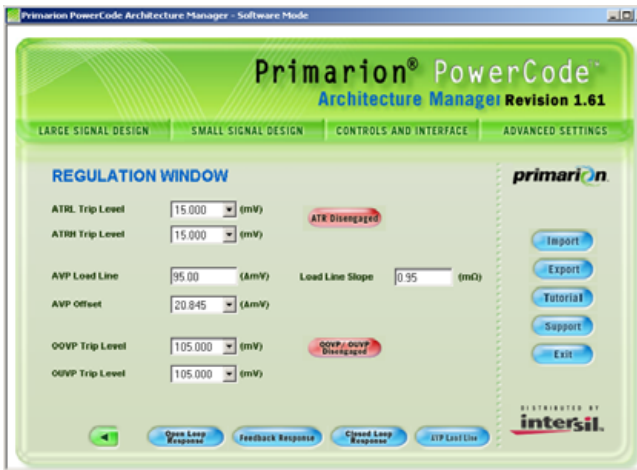 Primarion PowerCode Architecture Manager - Software Mode
Primarion® PowerCode™
Architecture Manager Revision 1.61
LARGE SIGNAL DESIGN SMALL SIGNAL DESIGN CONTROLS AND INTERFACE ADVANCED SETTINGS
REGULATION WINDOW
primarion
ATRL Trip Level 15.000 (mV)
ATR Disengaged
ATRH Trip Level 15.000 (mV)
Import
AVP Load Line 95.00 (ΔmV) Load Line Slope 0.95 (mΩ)
Export
AVP Offset 20.845 (ΔmV)
Tutorial
Support
OOVP Trip Level 105.000 (mV)
OOVP / OUVP Disengaged
Exit
OUVP Trip Level 105.000 (mV)
DISTRIBUTED BY
intersil
Open Loop Response Feedback Response Closed Loop Response ATP Load Line